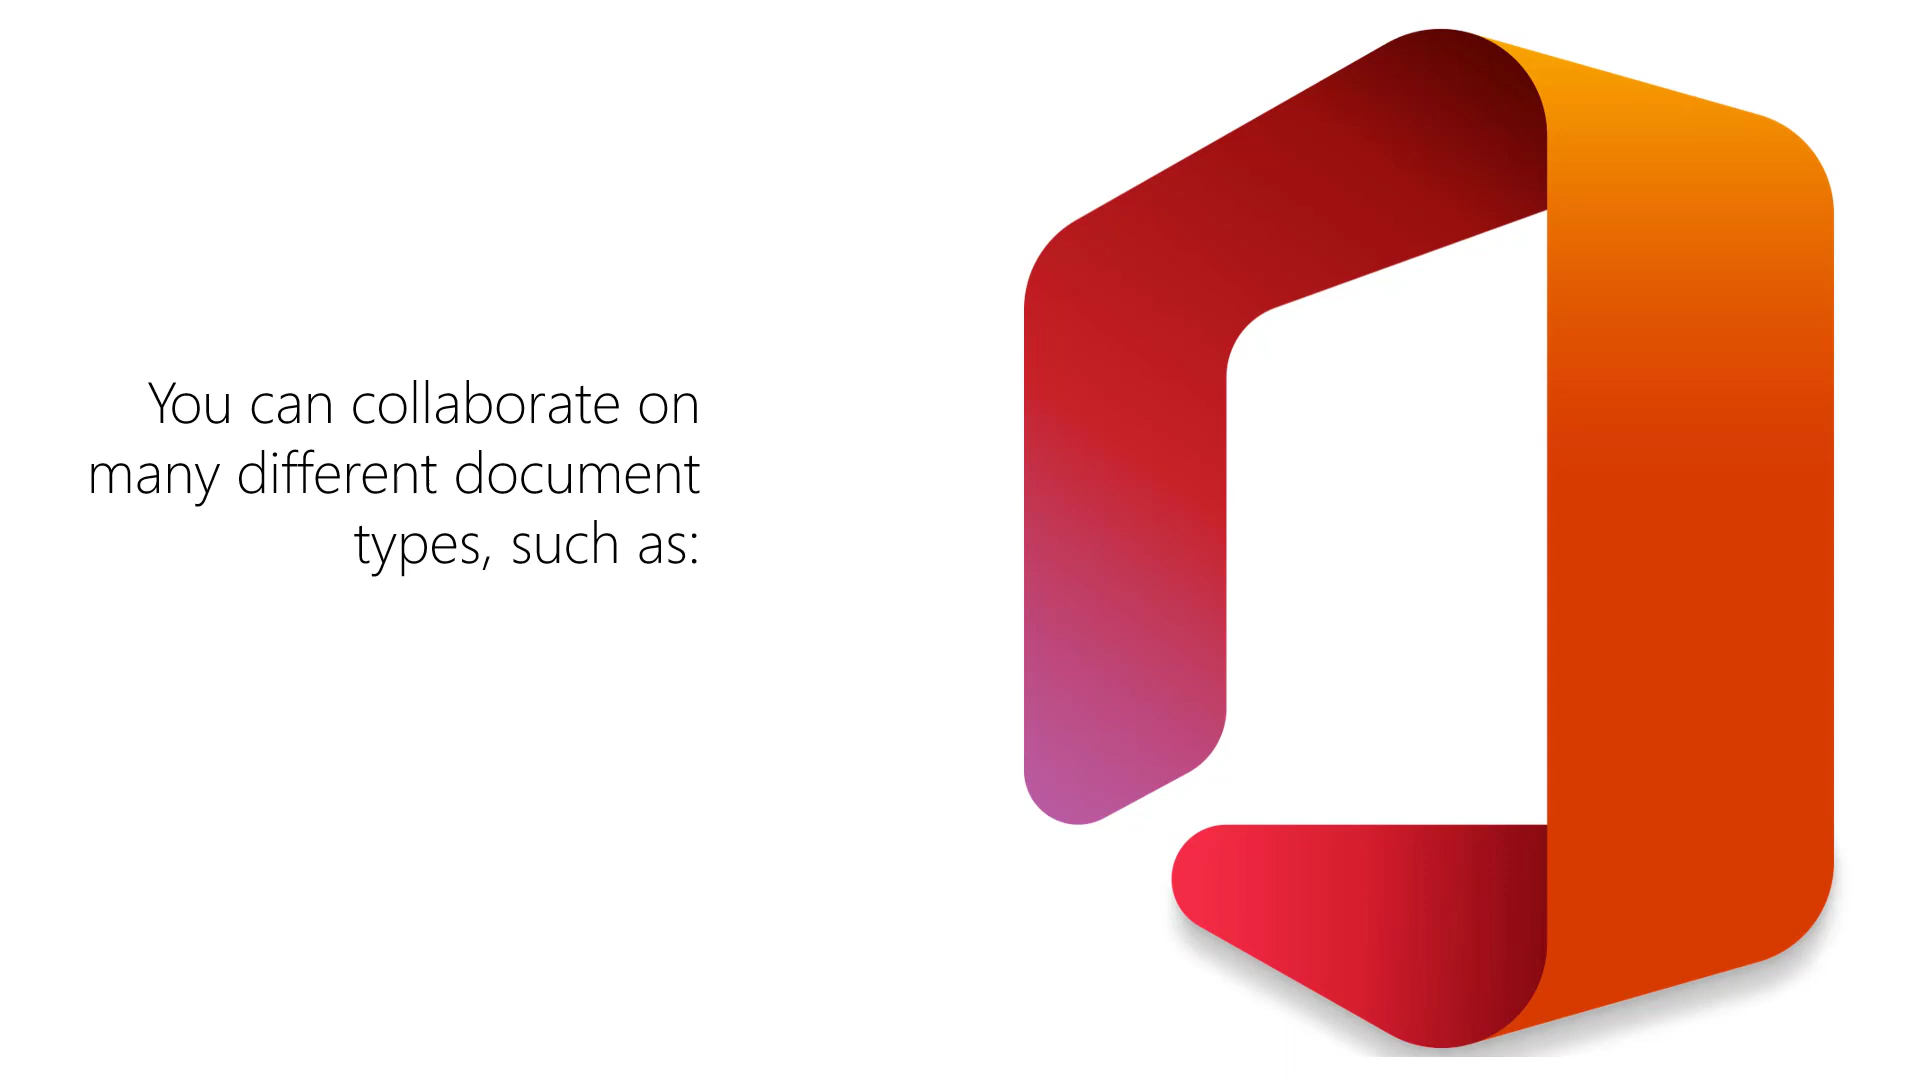 You can collaborate on
many different document
types, such as: